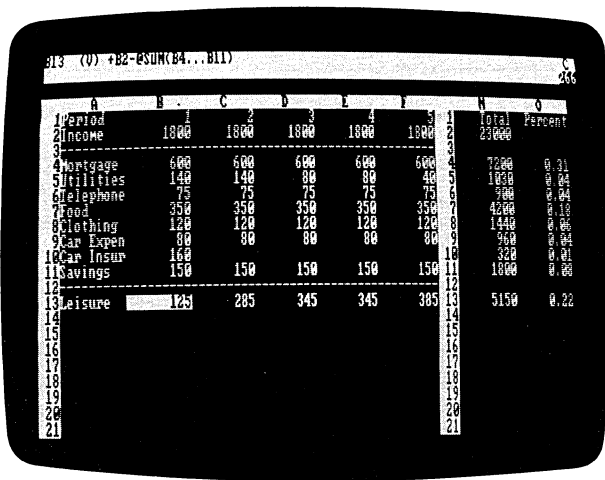 B13 (V) +B2-@SUM(B4...B11)
C
266
A B C D E F N O
1 Period 1 2 3 4 5 1 Total Percent
2 Income 1800 1800 1800 1800 1800 2 23000
3 ---------------------------------------- 3
4 Mortgage 600 600 600 600 600 4 7200 0.31
5 Utilities 140 140 80 80 40 5 1030 0.04
6 Telephone 75 75 75 75 75 6 900 0.04
7 Food 350 350 350 350 350 7 4200 0.18
8 Clothing 120 120 120 120 120 8 1440 0.06
9 Car Expen 80 80 80 80 80 9 960 0.04
10 Car Insur 160 10 320 0.01
11 Savings 150 150 150 150 150 11 1800 0.08
12 ---------------------------------------- 12
13 Leisure 125 285 345 345 385 13 5150 0.22
14 14
15 15
16 16
17 17
18 18
19 19
20 20
21 21